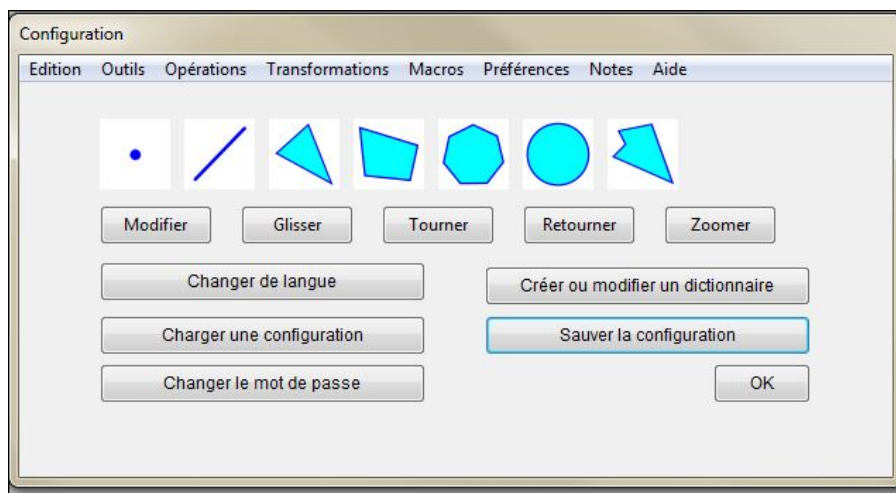 Configuration
Edition Outils Opérations Transformations Macros Préférences Notes Aide
Modifier Glisser Tourner Retourner Zoomer
Changer de langue Créer ou modifier un dictionnaire
Charger une configuration Sauver la configuration
Changer le mot de passe OK